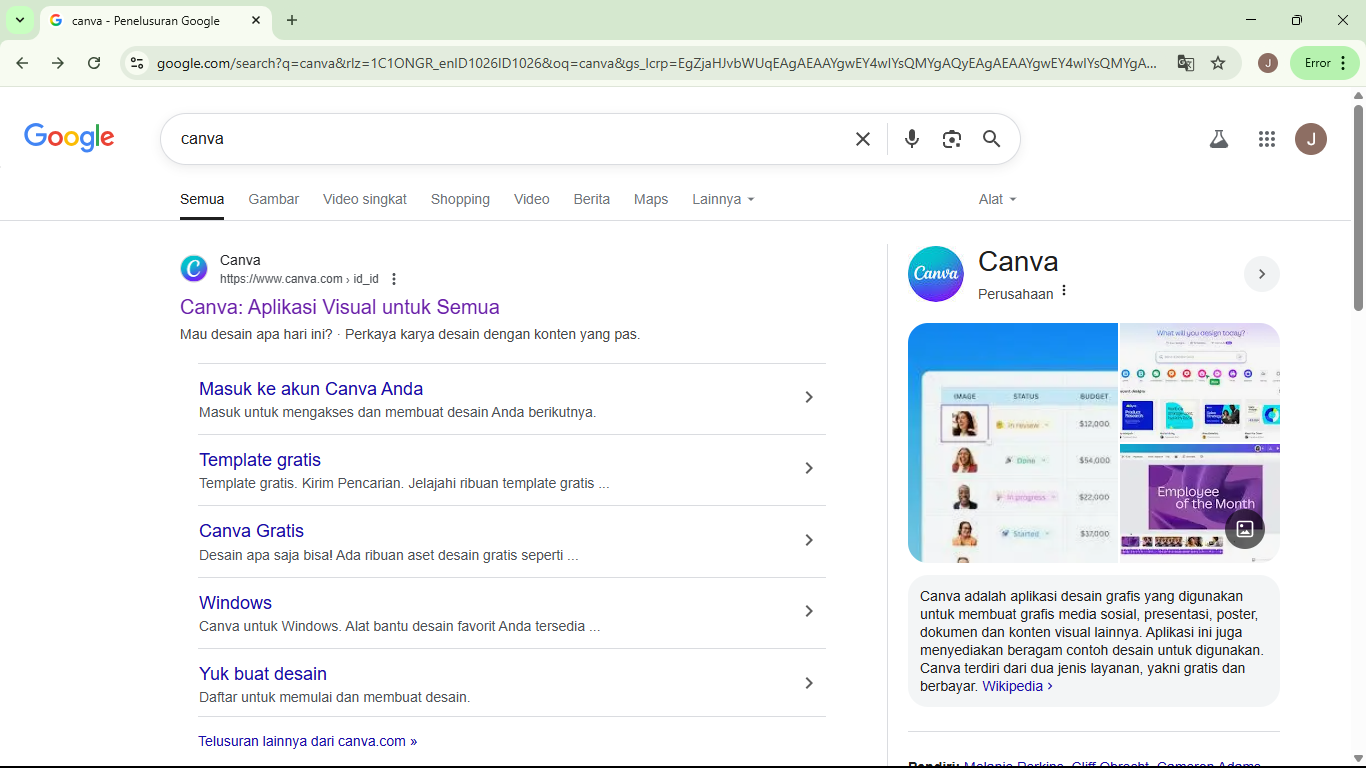 canva - Penelusuran Google
google.com/search?q=canva&rlz=1C1ONGR_enID1026ID1026&oq=canva&gs_lcrp=EgZjaHJvbWUqEAgAEAAYgwEY4wIYsQMYgAQyEAgAEAAYgwEY4wIYsQMYgA...
J
Error
Google
canva
J
Semua Gambar Video singkat Shopping Video Berita Maps Lainnya Alat
Canva
https://www.canva.com › id_id
Canva: Aplikasi Visual untuk Semua
Mau desain apa hari ini? · Perkaya karya desain dengan konten yang pas.
Masuk ke akun Canva Anda
Masuk untuk mengakses dan membuat desain Anda berikutnya.
Template gratis
Template gratis. Kirim Pencarian. Jelajahi ribuan template gratis ...
Canva Gratis
Desain apa saja bisa! Ada ribuan aset desain gratis seperti ...
Windows
Canva untuk Windows. Alat bantu desain favorit Anda tersedia ...
Yuk buat desain
Daftar untuk memulai dan membuat desain.
Telusuran lainnya dari canva.com »
Canva
Canva
Perusahaan
IMAGE STATUS BUDGET
In review $12,000
Done $54,000
In progress $22,000
Started $37,000
What will you design today?
Employee
of the Month
Canva adalah aplikasi desain grafis yang digunakan
untuk membuat grafis media sosial, presentasi, poster,
dokumen dan konten visual lainnya. Aplikasi ini juga
menyediakan beragam contoh desain untuk digunakan.
Canva terdiri dari dua jenis layanan, yakni gratis dan
berbayar. Wikipedia ›
Pendiri: Melanie Perkins, Cliff Obrecht, Cameron Adams